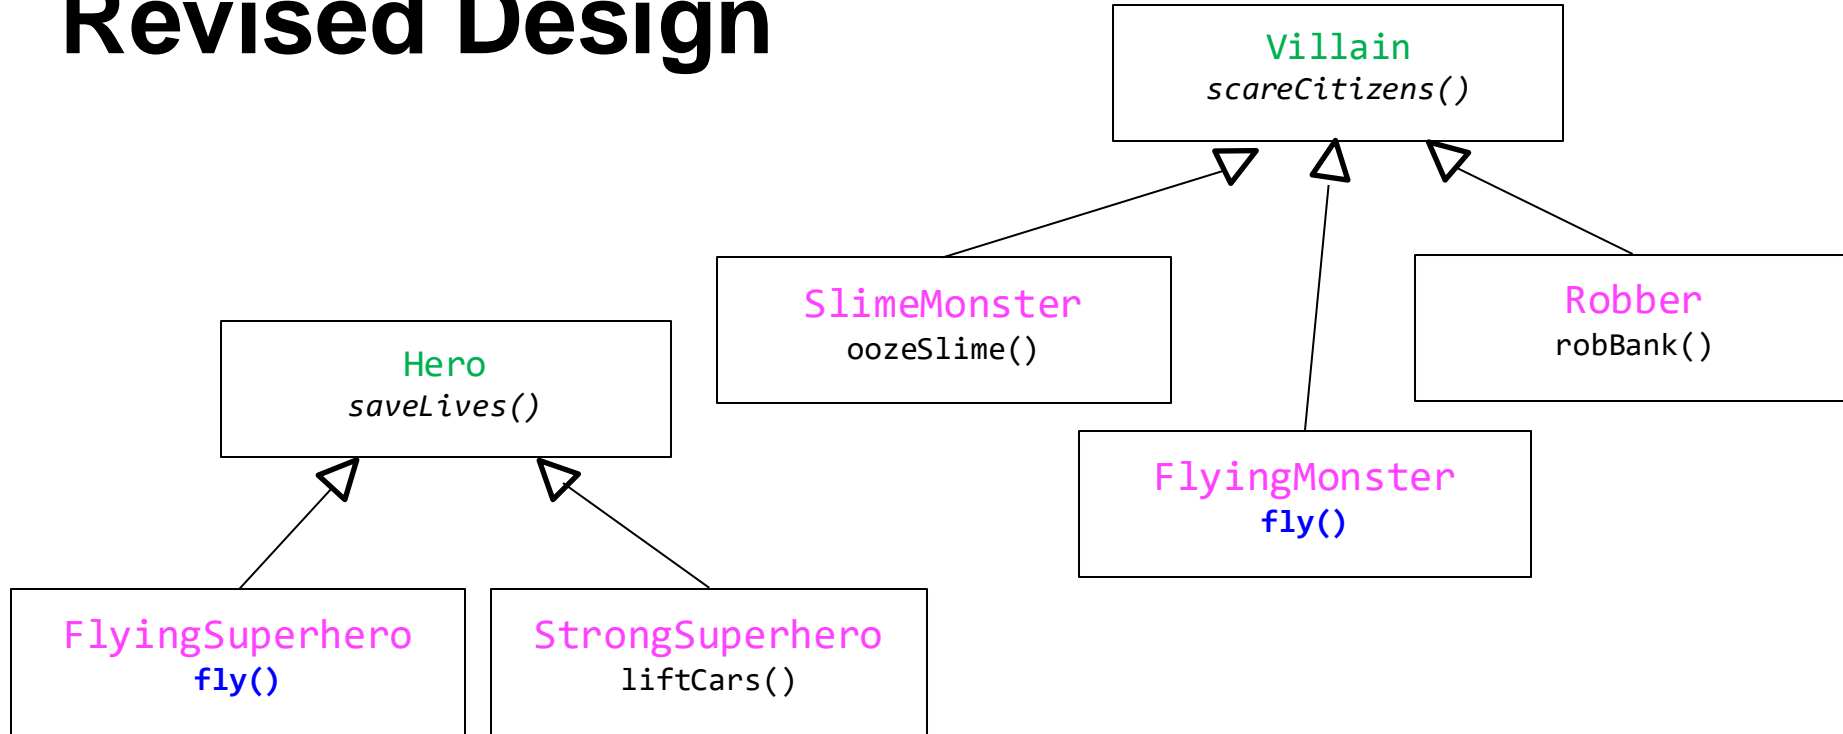 Revised Design
Villain
scareCitizens()
SlimeMonster
oozeSlime()
Robber
robBank()
Hero
saveLives()
FlyingMonster
fly()
FlyingSuperhero
fly()
StrongSuperhero
liftCars()